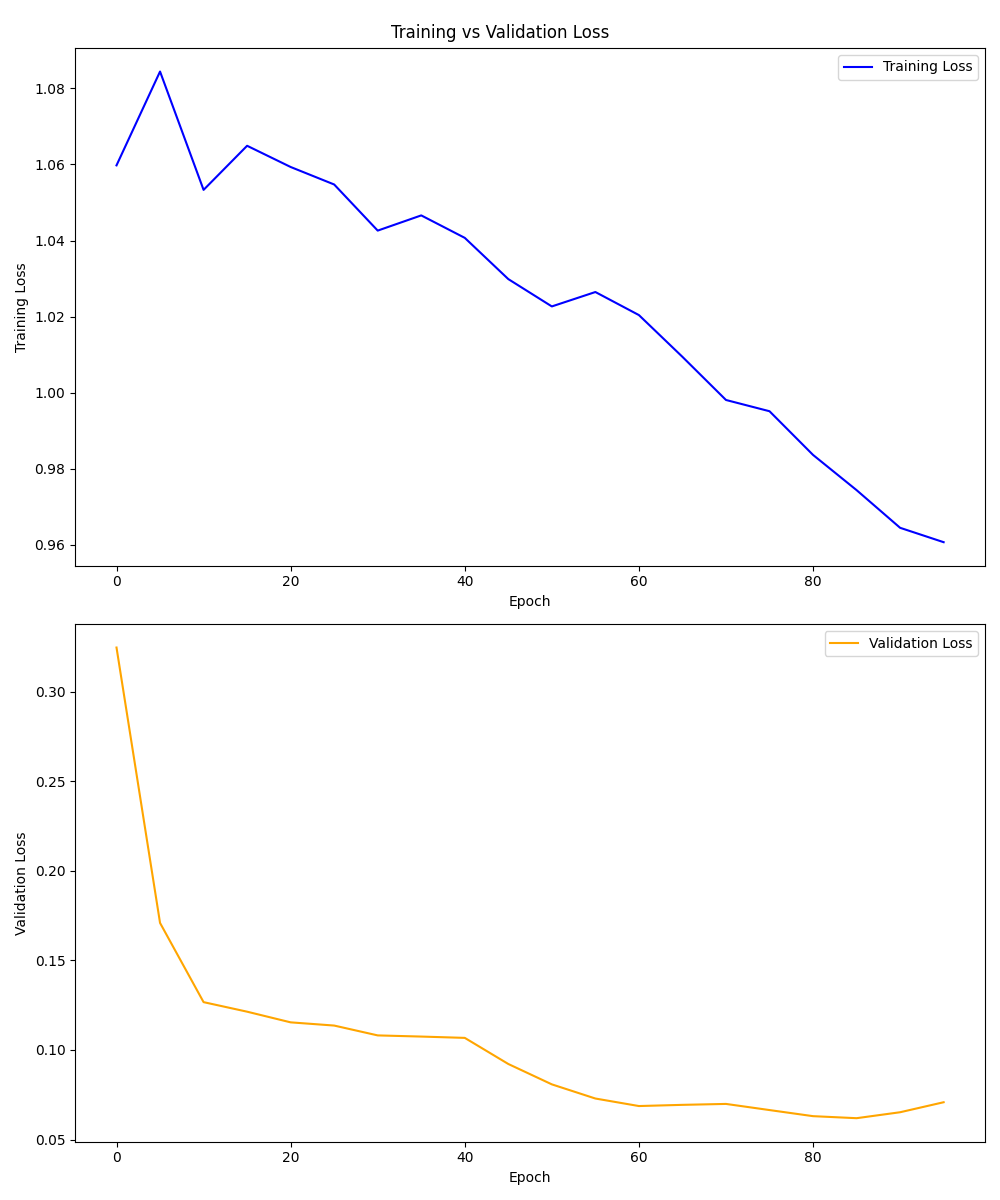 Training vs Validation Loss
Training Loss
1.08
1.06
1.04
1.02
1.00
0.98
0.96
Training Loss
0 20 40 60 80
Epoch
Validation Loss
0.30
0.25
0.20
0.15
0.10
0.05
Validation Loss
0 20 40 60 80
Epoch